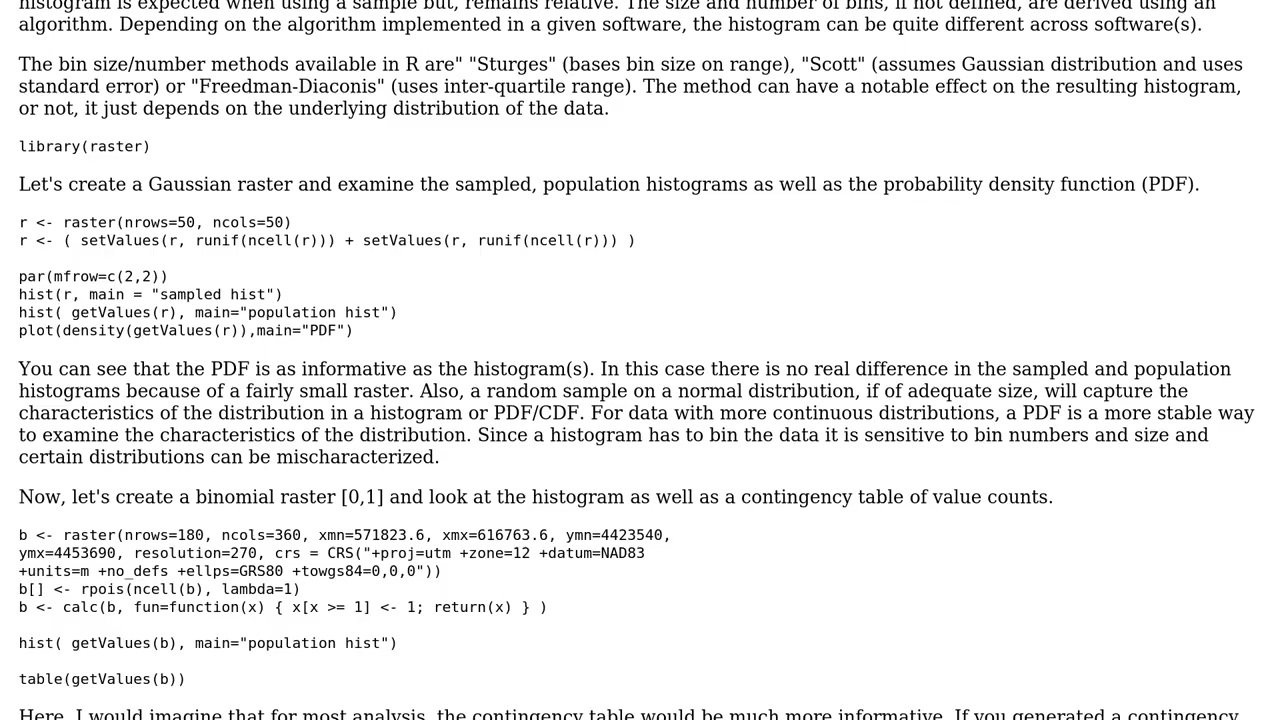 histogram is expected when using a sample but, remains relative. The size and number of bins, if not defined, are derived using an
algorithm. Depending on the algorithm implemented in a given software, the histogram can be quite different across software(s).
The bin size/number methods available in R are" "Sturges" (bases bin size on range), "Scott" (assumes Gaussian distribution and uses
standard error) or "Freedman-Diaconis" (uses inter-quartile range). The method can have a notable effect on the resulting histogram,
or not, it just depends on the underlying distribution of the data.
library(raster)
Let's create a Gaussian raster and examine the sampled, population histograms as well as the probability density function (PDF).
r <- raster(nrows=50, ncols=50)
r <- ( setValues(r, runif(ncell(r))) + setValues(r, runif(ncell(r))) )
par(mfrow=c(2,2))
hist(r, main = "sampled hist")
hist( getValues(r), main="population hist")
plot(density(getValues(r)),main="PDF")
You can see that the PDF is as informative as the histogram(s). In this case there is no real difference in the sampled and population
histograms because of a fairly small raster. Also, a random sample on a normal distribution, if of adequate size, will capture the
characteristics of the distribution in a histogram or PDF/CDF. For data with more continuous distributions, a PDF is a more stable way
to examine the characteristics of the distribution. Since a histogram has to bin the data it is sensitive to bin numbers and size and
certain distributions can be mischaracterized.
Now, let's create a binomial raster [0,1] and look at the histogram as well as a contingency table of value counts.
b <- raster(nrows=180, ncols=360, xmn=571823.6, xmx=616763.6, ymn=4423540,
ymx=4453690, resolution=270, crs = CRS("+proj=utm +zone=12 +datum=NAD83
+units=m +no_defs +ellps=GRS80 +towgs84=0,0,0"))
b[] <- rpois(ncell(b), lambda=1)
b <- calc(b, fun=function(x) { x[x >= 1] <- 1; return(x) } )
hist( getValues(b), main="population hist")
table(getValues(b))
Here, I would imagine that for most analysis, the contingency table would be much more informative. If you generated a contingency